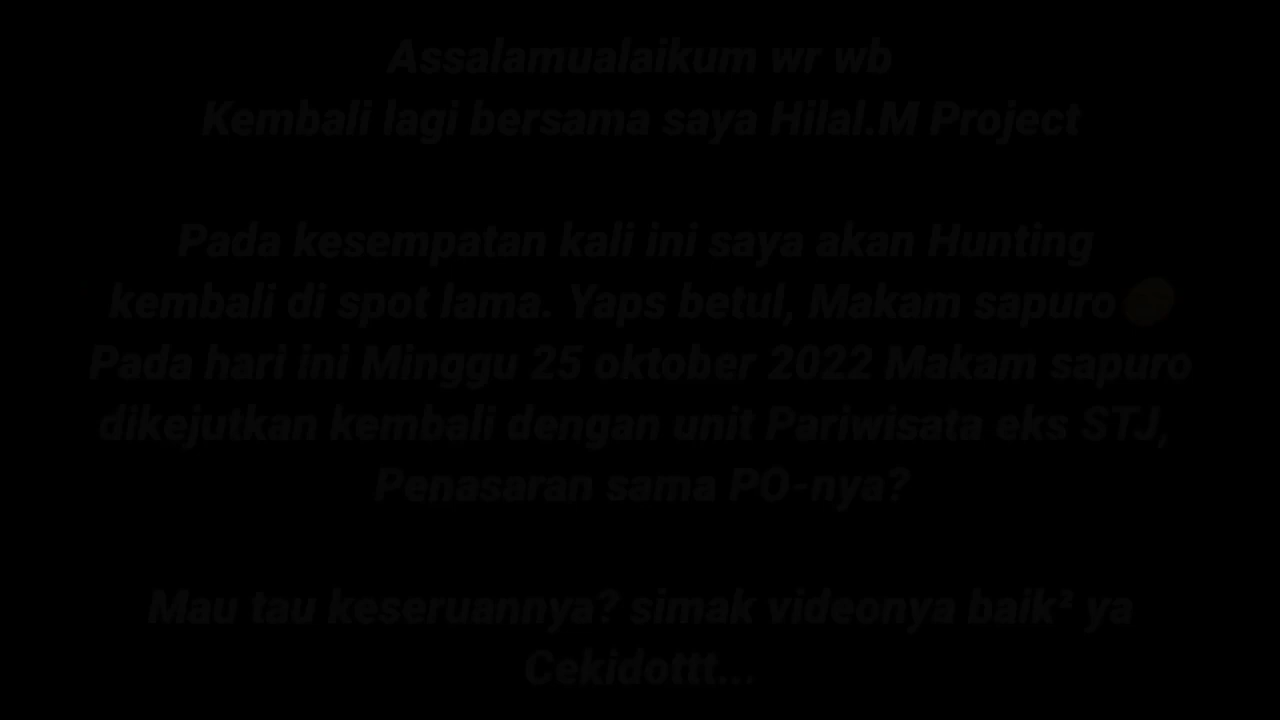 Assalamualaikum wr wb
Kembali lagi bersama saya Hilal.M Project
Pada kesempatan kali ini saya akan Hunting
kembali di spot lama. Yaps betul, Makam sapuro
Pada hari ini Minggu 25 oktober 2022 Makam sapuro
dikejutkan kembali dengan unit Pariwisata eks STJ,
Penasaran sama PO-nya?
Mau tau keseruannya? simak videonya baik² ya
Cekidottt...